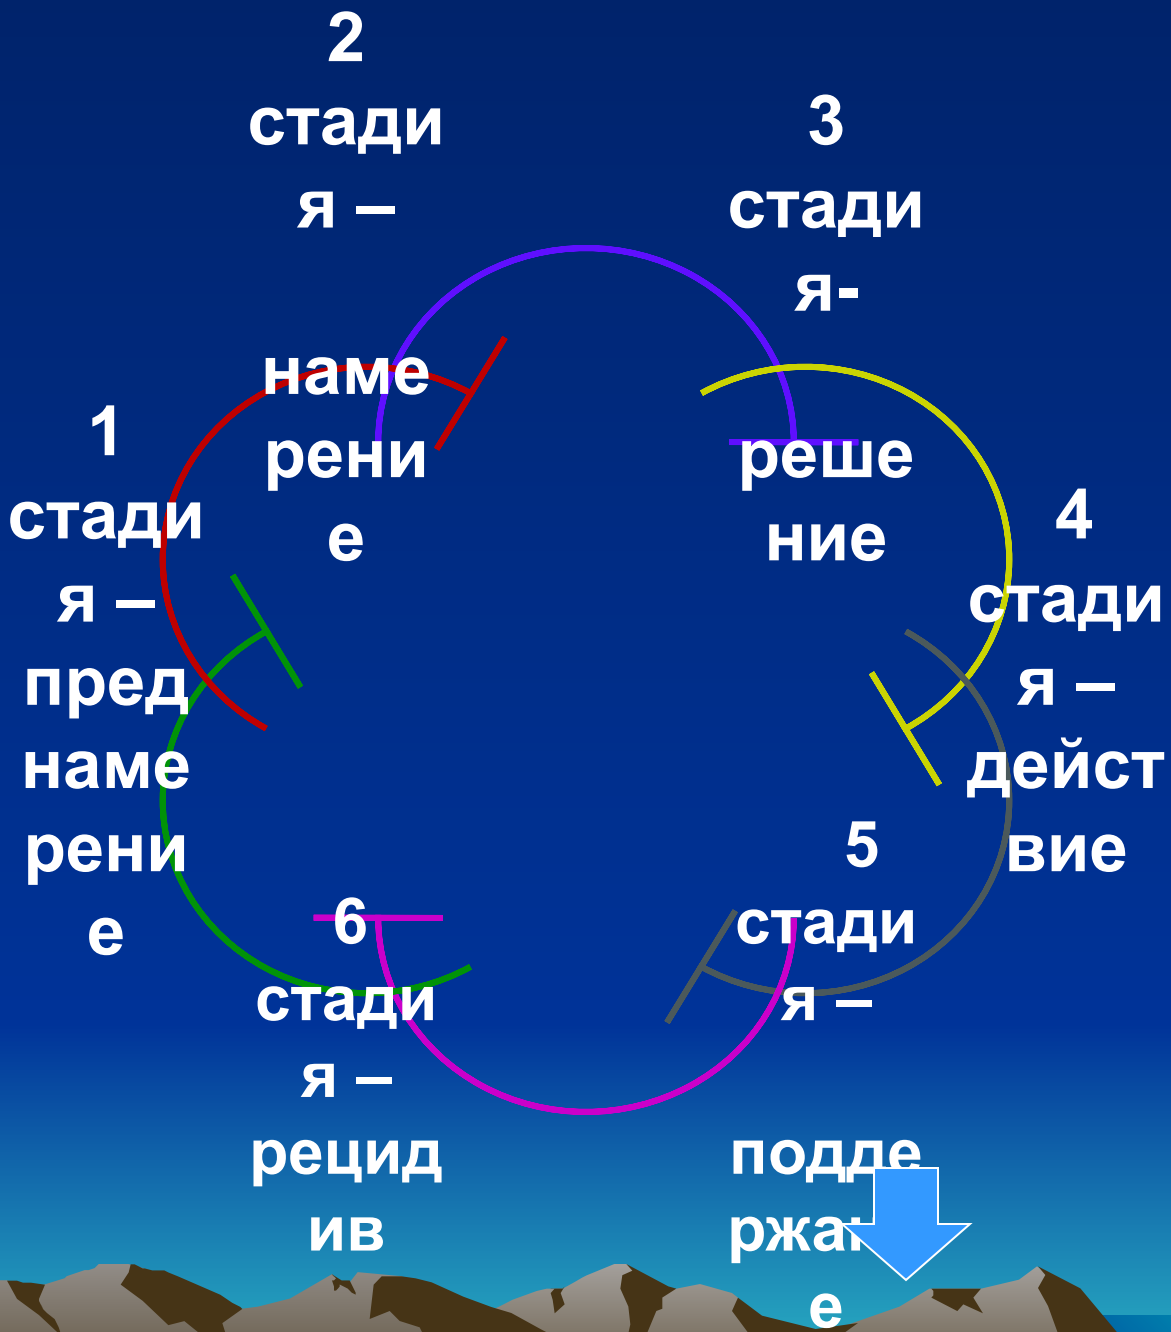 1
стади
я –
пред
наме
рени
е
2
стади
я –
наме
рени
е
3
стади
я-
реше
ние
4
стади
я –
дейст
вие
5
стади
я –
подде
ржани
е
6
стади
я –
рецид
ив